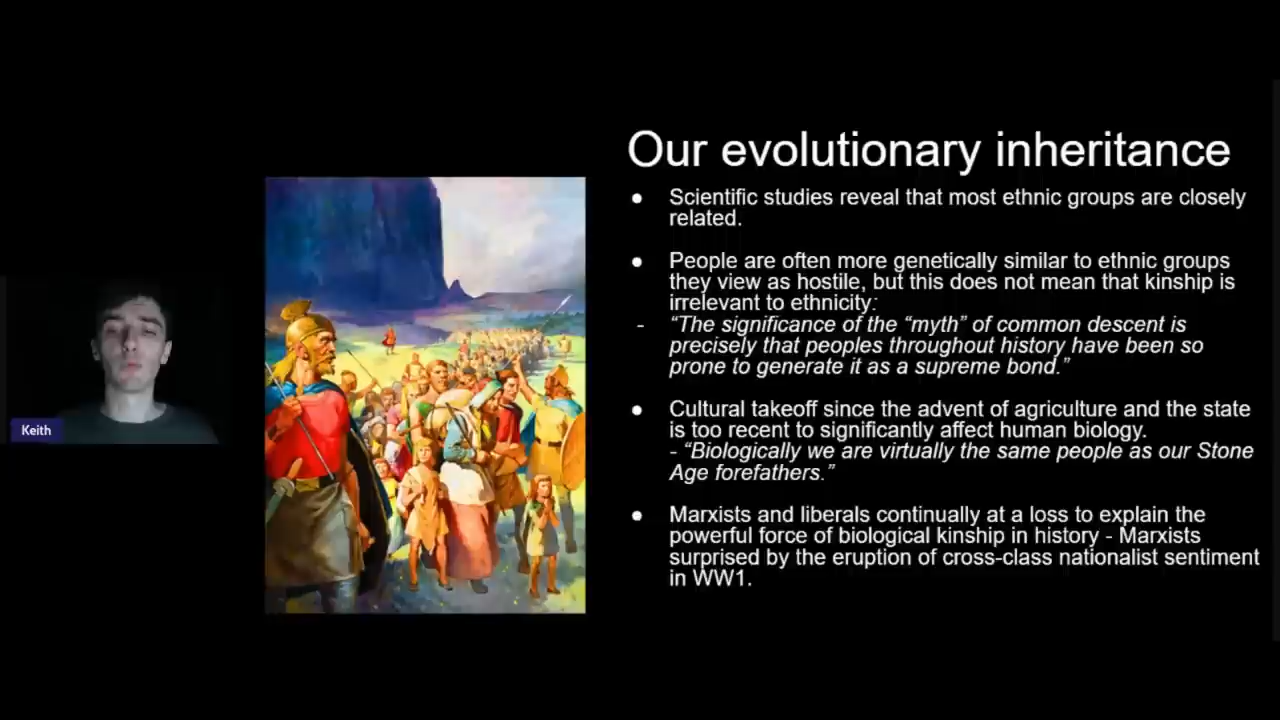 Our evolutionary inheritance
● Scientific studies reveal that most ethnic groups are closely
related.
● People are often more genetically similar to ethnic groups
they view as hostile, but this does not mean that kinship is
irrelevant to ethnicity:
- “The significance of the “myth” of common descent is
precisely that peoples throughout history have been so
prone to generate it as a supreme bond.”
● Cultural takeoff since the advent of agriculture and the state
is too recent to significantly affect human biology.
- “Biologically we are virtually the same people as our Stone
Age forefathers.”
● Marxists and liberals continually at a loss to explain the
powerful force of biological kinship in history - Marxists
surprised by the eruption of cross-class nationalist sentiment
in WW1.
Keith